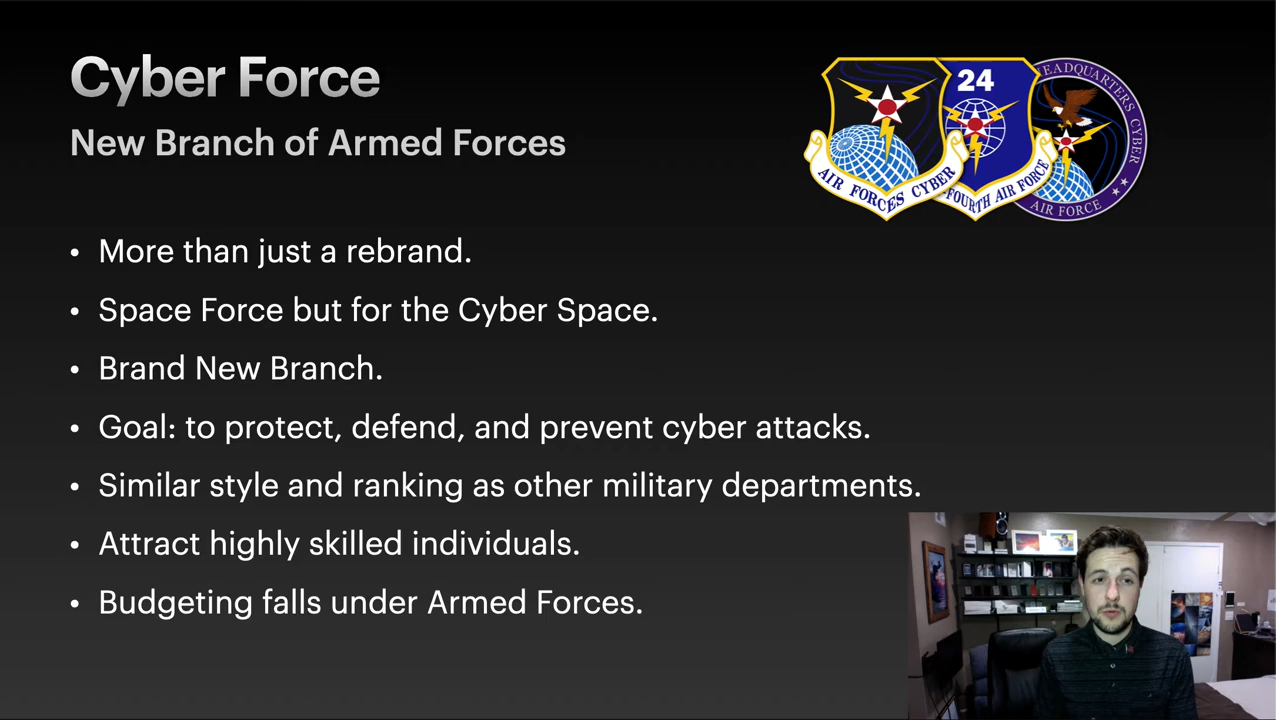 Cyber Force
New Branch of Armed Forces
AIR FORCES CYBER
24
-FOURTH AIR FORCE
HEADQUARTERS CYBER
AIR FORCE
• More than just a rebrand.
• Space Force but for the Cyber Space.
• Brand New Branch.
• Goal: to protect, defend, and prevent cyber attacks.
• Similar style and ranking as other military departments.
• Attract highly skilled individuals.
• Budgeting falls under Armed Forces.